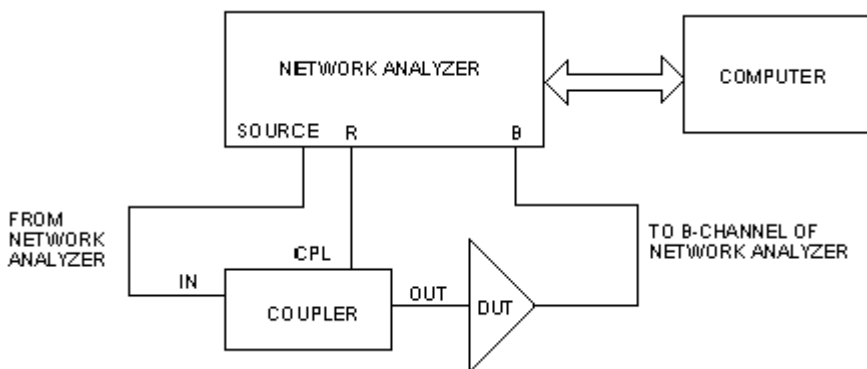 NETWORK ANALYZER
COMPUTER
SOURCE R B
FROM
NETWORK
ANALYZER
TO B-CHANNEL OF
NETWORK ANALYZER
CPL
IN
OUT
COUPLER
DUT